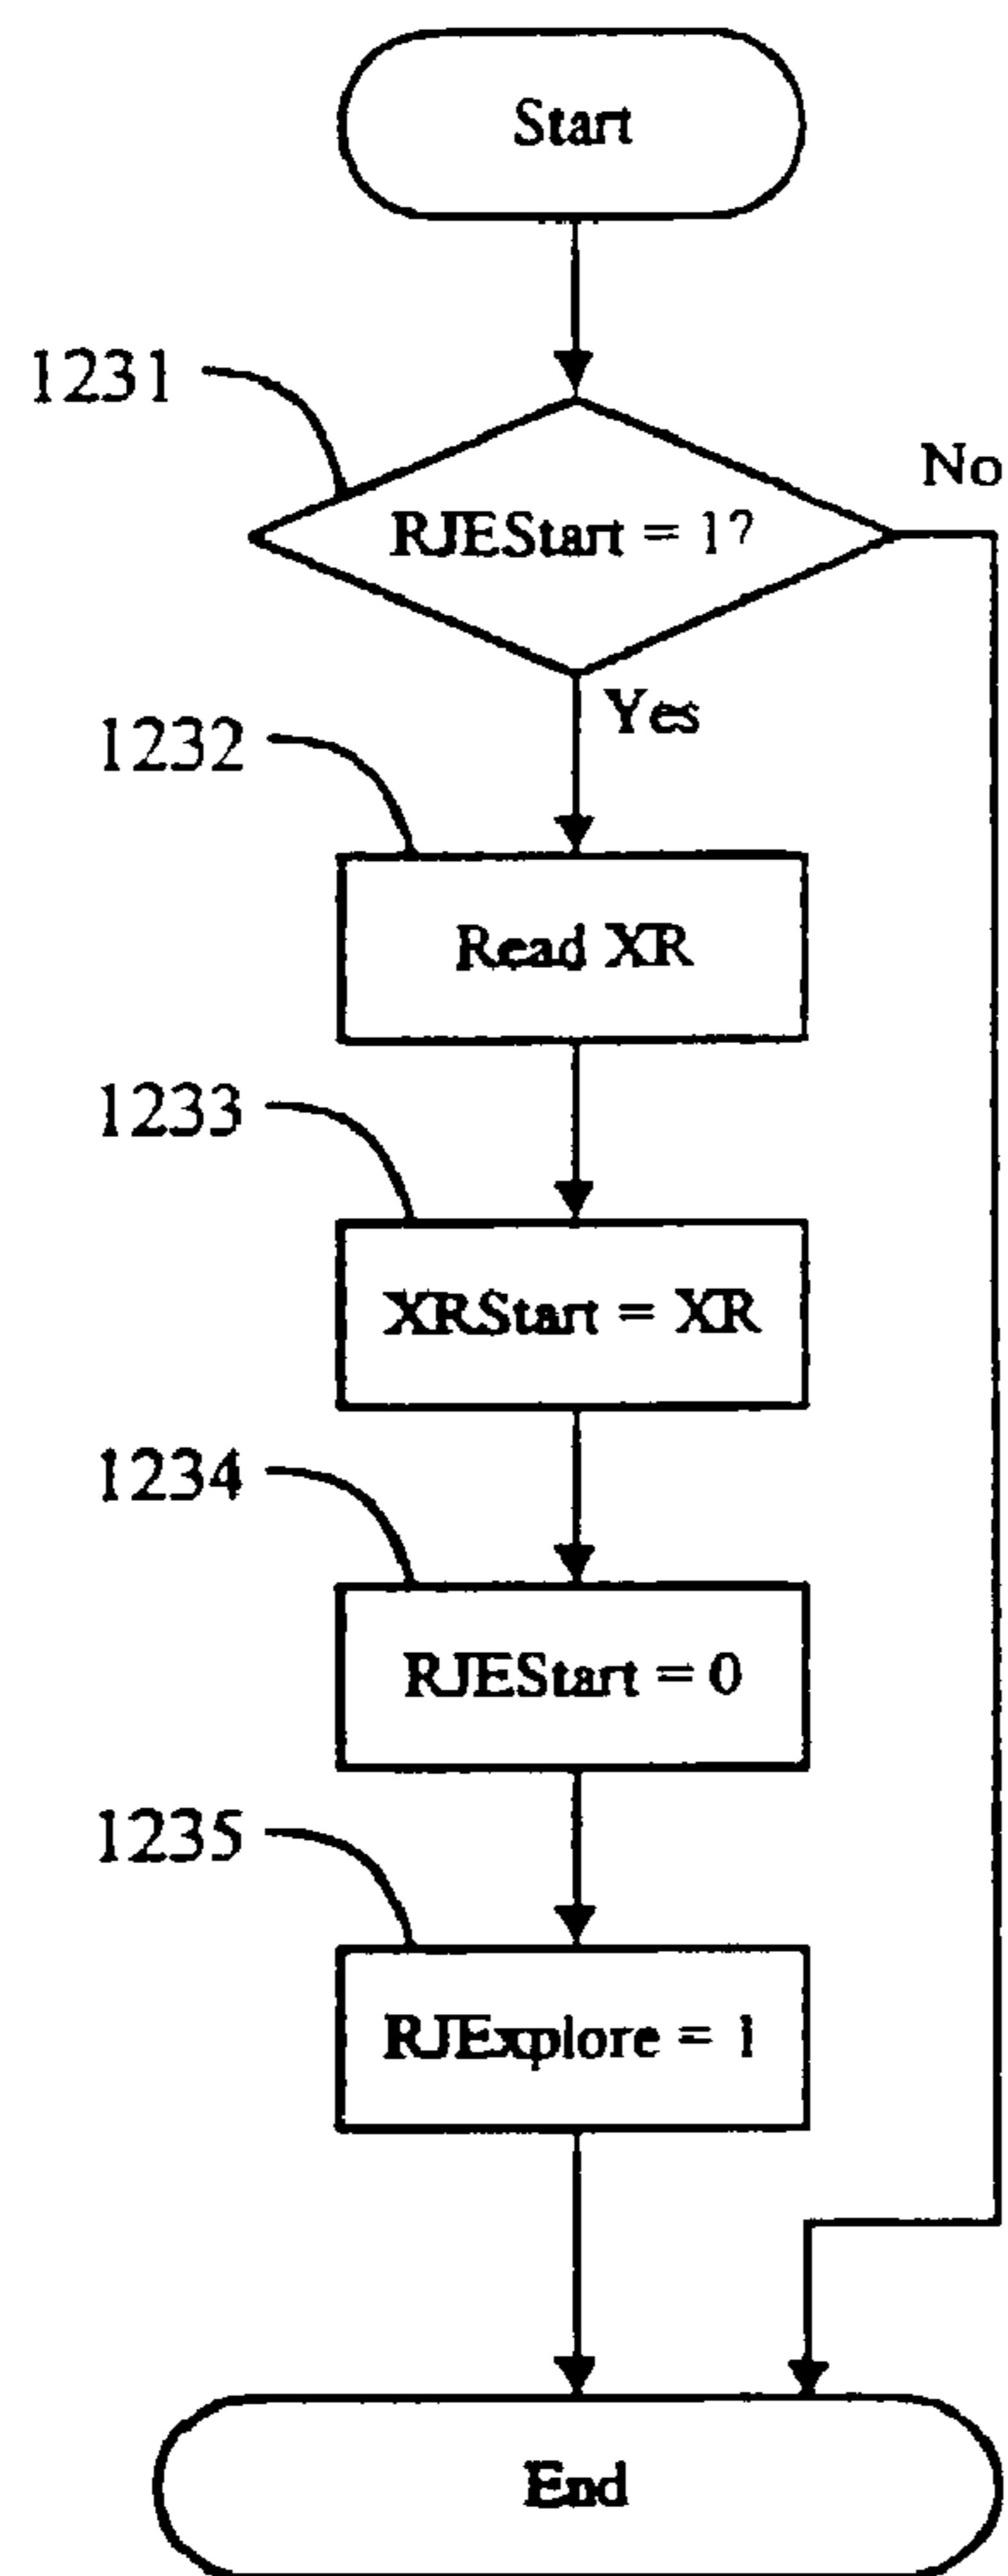 Start
1231
No
RJEStart = 1?
Yes
1232
Read XR
1233
XRStart = XR
1234
RJEStart = 0
1235
RJExplore = 1
End